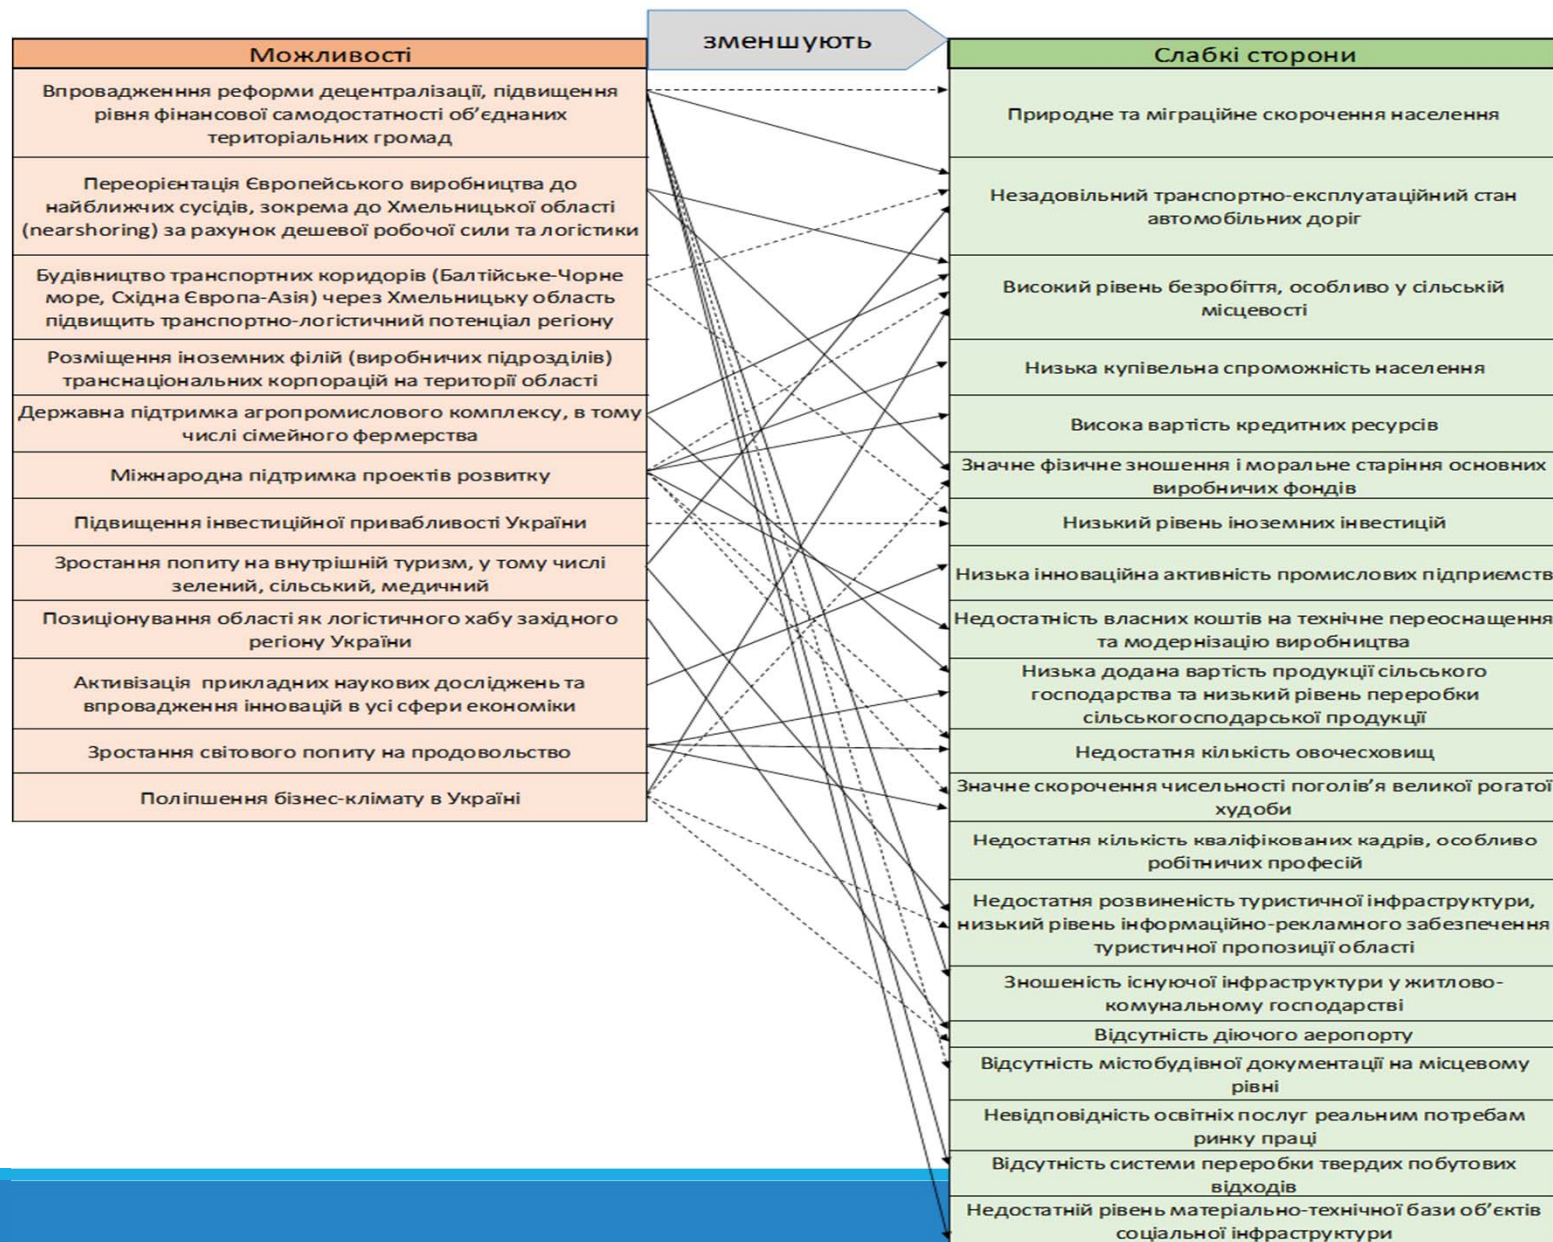 зменшують
Можливості
Впровадженння реформи децентралізації, підвищення
рівня фінансової самодостатності об’єднаних
територіальних громад
Переорієнтація Європейського виробництва до
найближчих сусідів, зокрема до Хмельницької області
(nearshoring) за рахунок дешевої робочої сили та логістики
Будівництво транспортних коридорів (Балтійське-Чорне
море, Східна Європа-Азія) через Хмельницьку область
підвищить транспортно-логістичний потенціал регіону
Розміщення іноземних філій (виробничих підрозділів)
транснаціональних корпорацій на території області
Державна підтримка агропромислового комплексу, в тому
числі сімейного фермерства
Міжнародна підтримка проектів розвитку
Підвищення інвестиційної привабливості України
Зростання попиту на внутрішній туризм, у тому числі
зелений, сільський, медичний
Позиціонування області як логістичного хабу західного
регіону України
Активізація прикладних наукових досліджень та
впровадження інновацій в усі сфери економіки
Зростання світового попиту на продовольство
Поліпшення бізнес-клімату в Україні
Слабкі сторони
Природне та міграційне скорочення населення
Незадовільний транспортно-експлуатаційний стан
автомобільних доріг
Високий рівень безробіття, особливо у сільській
місцевості
Низька купівельна спроможність населення
Висока вартість кредитних ресурсів
Значне фізичне зношення і моральне старіння основних
виробничих фондів
Низький рівень іноземних інвестицій
Низька інноваційна активність промислових підприємств
Недостатність власних коштів на технічне переоснащення
та модернізацію виробництва
Низька додана вартість продукції сільського
господарства та низький рівень переробки
сільськогосподарської продукції
Недостатня кількість овочесховищ
Значне скорочення чисельності поголів’я великої рогатої
худоби
Недостатня кількість кваліфікованих кадрів, особливо
робітничих професій
Недостатня розвиненість туристичної інфраструктури,
низький рівень інформаційно-рекламного забезпечення
туристичної пропозиції області
Зношеність існуючої інфраструктури у житлово-
комунальному господарстві
Відсутність діючого аеропорту
Відсутність містобудівної документації на місцевому
рівні
Невідповідність освітніх послуг реальним потребам
ринку праці
Відсутність системи переробки твердих побутових
відходів
Недостатній рівень матеріально-технічної бази об’єктів
соціальної інфраструктури